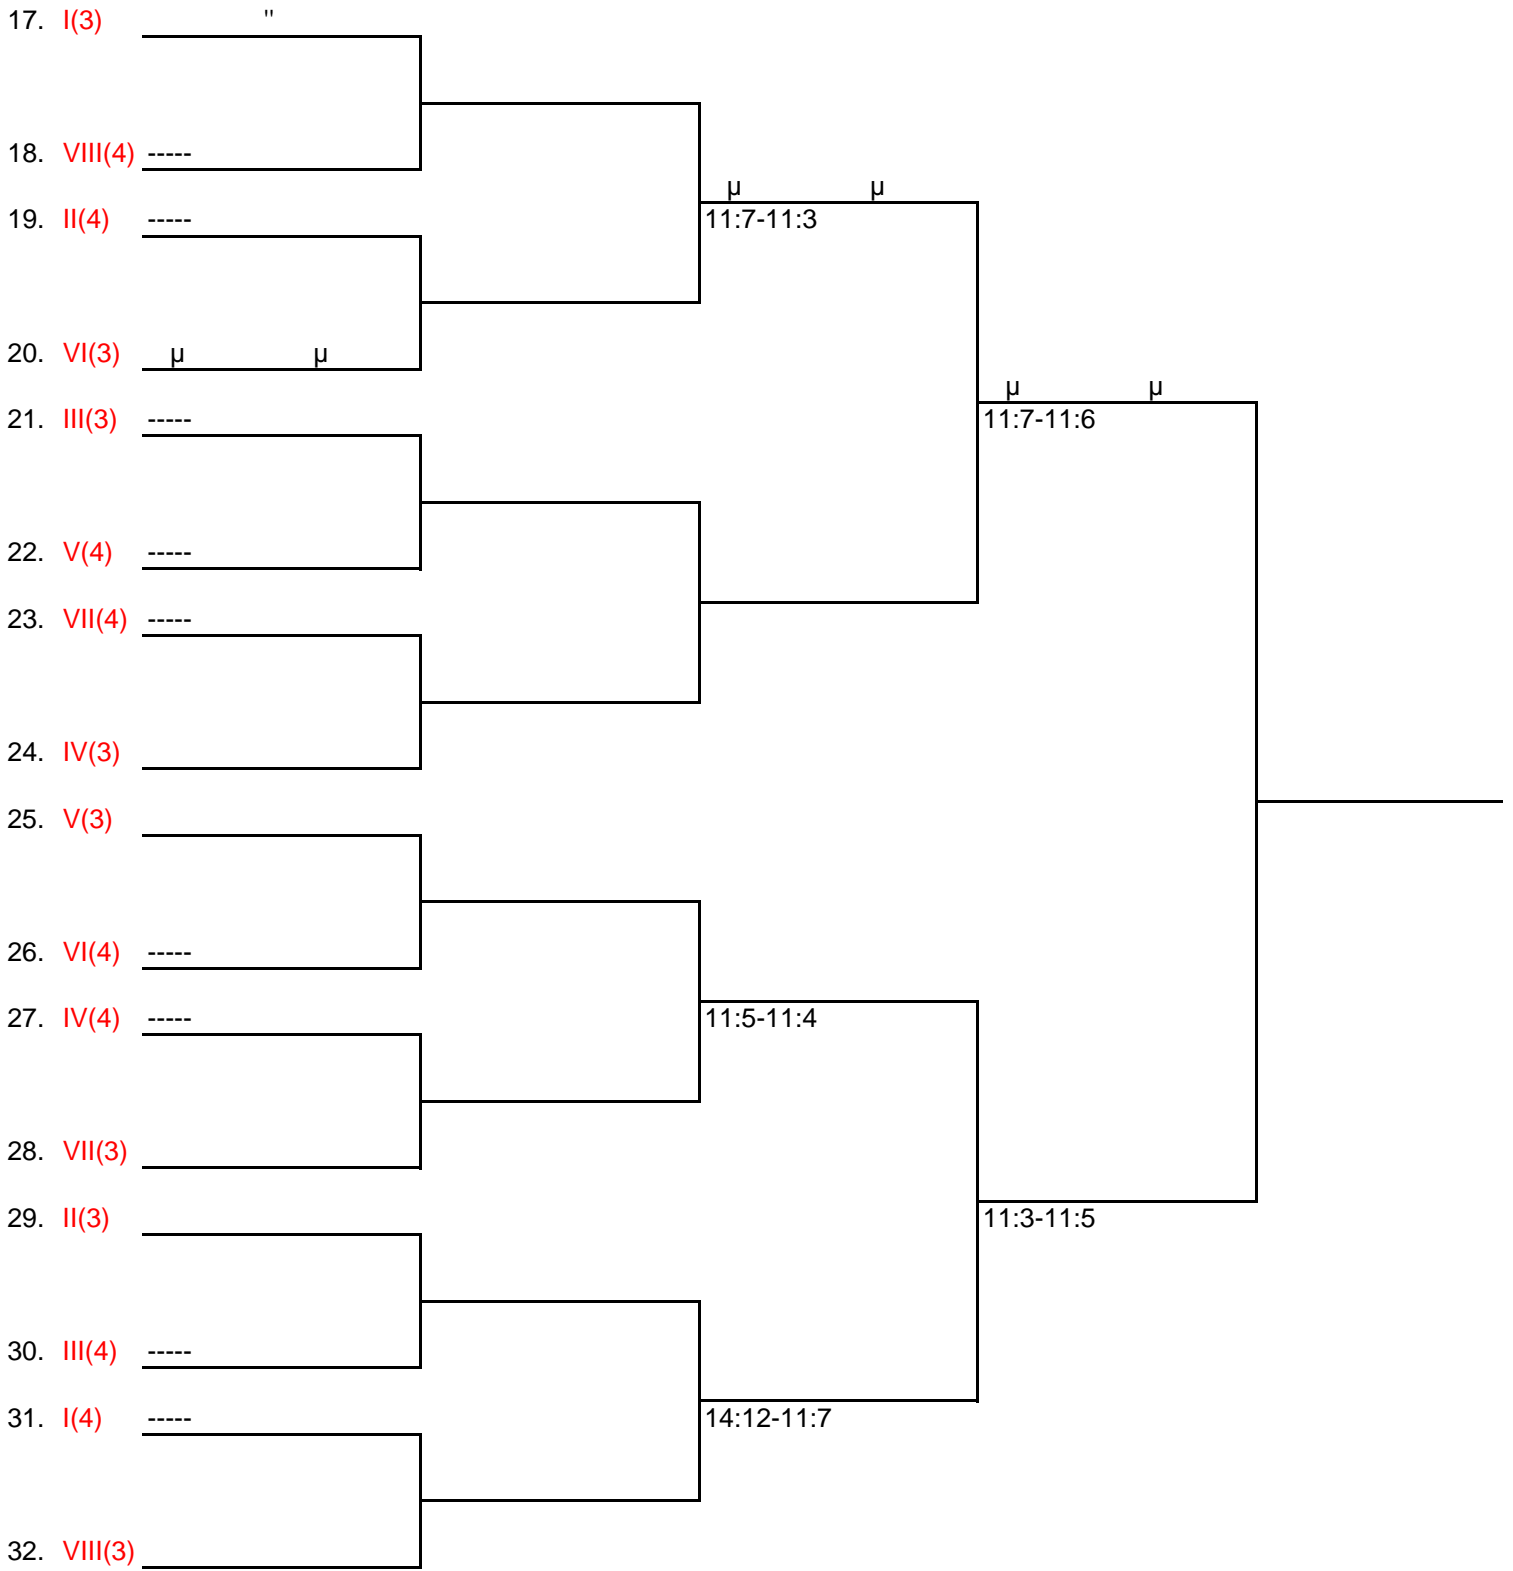 17. I(3) "
18. VIII(4) -----
µ µ
19. II(4) ----- 11:7-11:3
20. VI(3) µ µ
µ µ
21. III(3) ----- 11:7-11:6
22. V(4) -----
23. VII(4) -----
24. IV(3)
25. V(3)
26. VI(4) -----
27. IV(4) ----- 11:5-11:4
28. VII(3)
29. II(3) 11:3-11:5
30. III(4) -----
31. I(4) ----- 14:12-11:7
32. VIII(3)